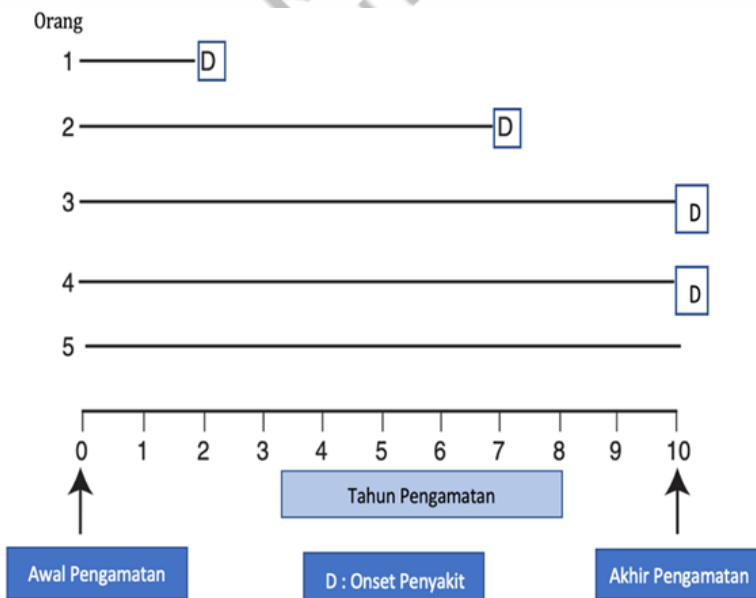 Orang
1 D
2 D
3 D
4 D
5
0 1 2 3 4 5 6 7 8 9 10
Tahun Pengamatan
Awal Pengamatan
D : Onset Penyakit
Akhir Pengamatan